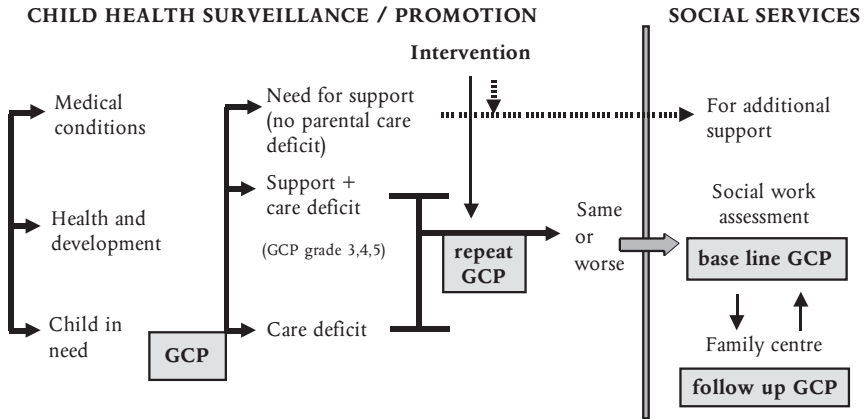 CHILD HEALTH SURVEILLANCE / PROMOTION
SOCIAL SERVICES
Intervention
Medical
conditions
Health and
development
Child in
need
GCP
Need for support
(no parental care
deficit)
Support +
care deficit
(GCP grade 3,4,5)
Care deficit
repeat
GCP
Same
or
worse
For additional
support
Social work
assessment
base line GCP
Family centre
follow up GCP